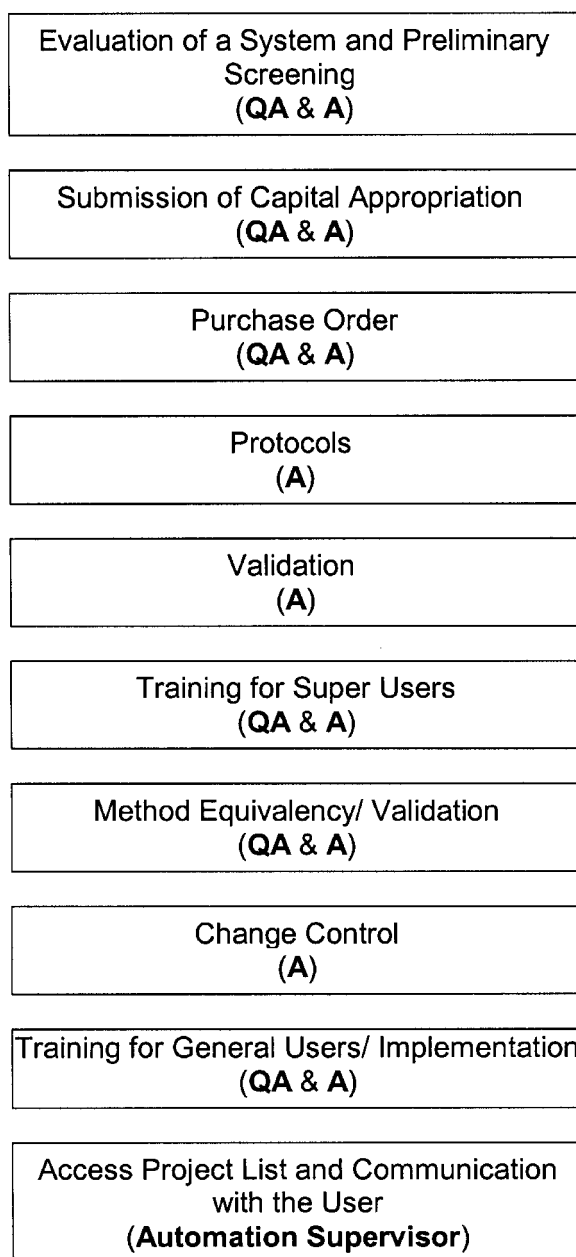 Evaluation of a System and Preliminary
Screening
(QA & A)
Submission of Capital Appropriation
(QA & A)
Purchase Order
(QA & A)
Protocols
(A)
Validation
(A)
Training for Super Users
(QA & A)
Method Equivalency/ Validation
(QA & A)
Change Control
(A)
Training for General Users/ Implementation
(QA & A)
Access Project List and Communication
with the User
(Automation Supervisor)